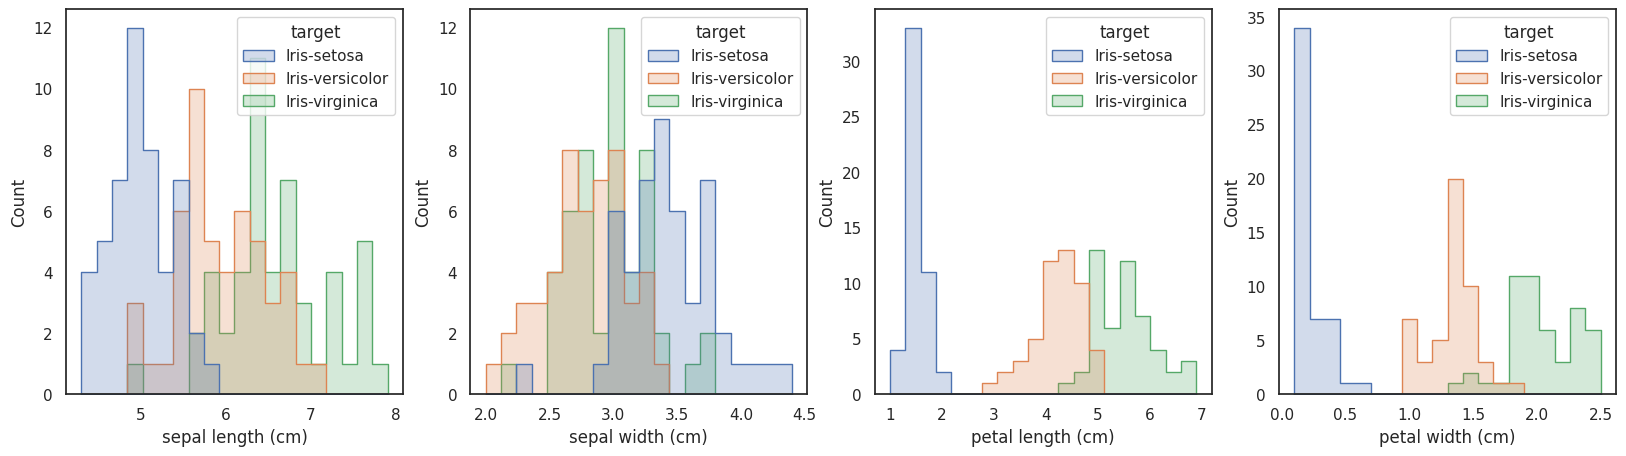 12
10
8
6
4
2
0
Count
5
6
7
8
sepal length (cm)
target
Iris-setosa
Iris-versicolor
Iris-virginica
12
10
8
6
4
2
0
Count
2.0
2.5
3.0
3.5
4.0
4.5
sepal width (cm)
target
Iris-setosa
Iris-versicolor
Iris-virginica
30
25
20
15
10
5
0
Count
1
2
3
4
5
6
7
petal length (cm)
target
Iris-setosa
Iris-versicolor
Iris-virginica
35
30
25
20
15
10
5
0
Count
0.0
0.5
1.0
1.5
2.0
2.5
petal width (cm)
target
Iris-setosa
Iris-versicolor
Iris-virginica